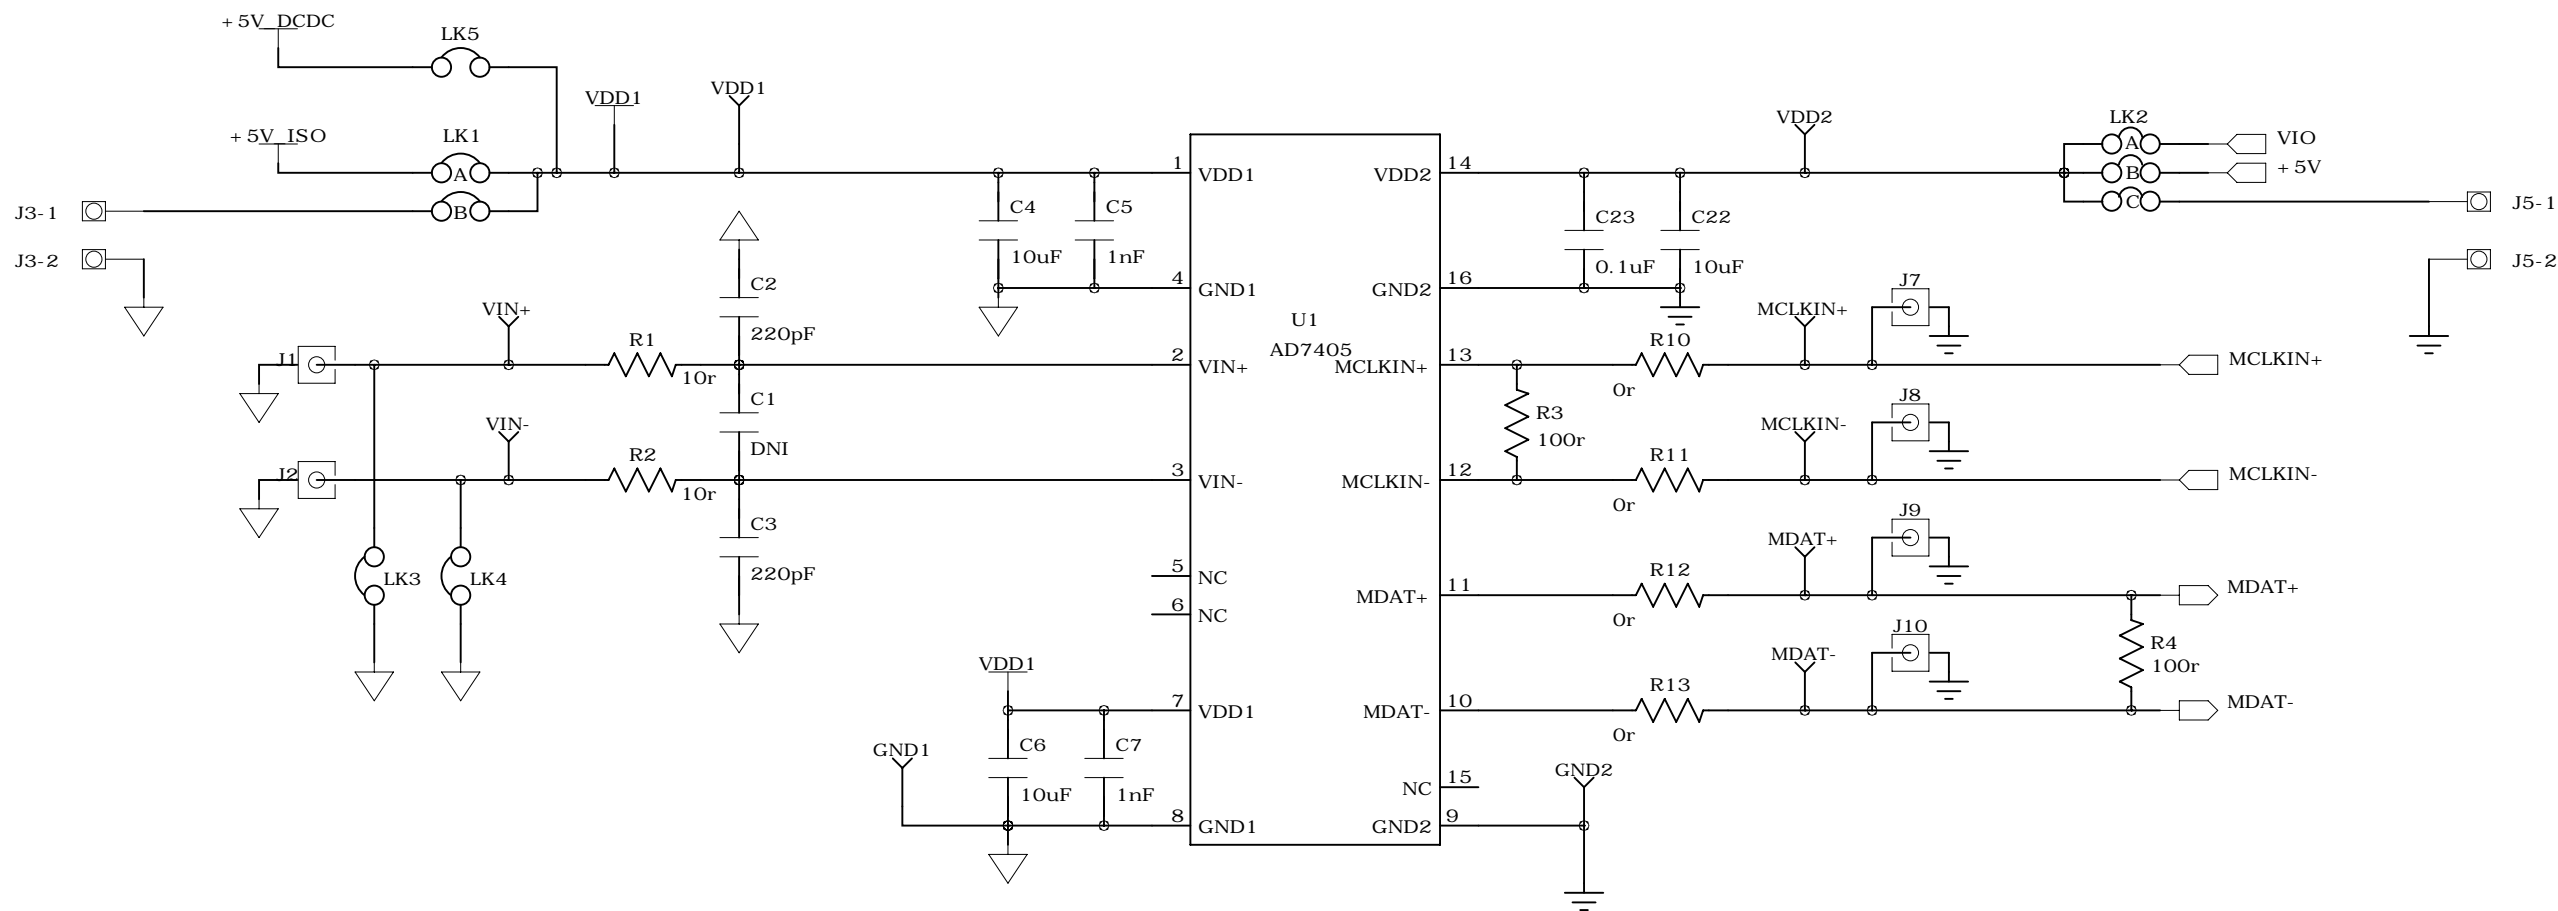 +5V_DCDC
LK5
VDD1
VDD1
+5V_ISO
LK1
A
B
J3-1
J3-2
VDD2
LK2
A
B
C
VIO
+5V
J5-1
J5-2
1
VDD1
VDD2
14
C4
10uF
C5
1nF
C23
0.1uF
C22
10uF
4
GND1
GND2
16
C2
220pF
U1
AD7405
J7
VIN+
R1
10r
J1
2
VIN+
MCLKIN+
13
R10
0r
MCLKIN+
MCLKIN+
C1
DNI
R3
100r
J8
VIN-
R2
10r
J2
3
VIN-
MCLKIN-
12
R11
0r
MCLKIN-
MCLKIN-
C3
220pF
LK3
LK4
5
NC
6
NC
J9
MDAT+
11
R12
0r
MDAT+
MDAT+
R4
100r
J10
VDD1
7
VDD1
MDAT-
10
R13
0r
MDAT-
MDAT-
C6
10uF
C7
1nF
GND1
NC
15
GND2
8
GND1
GND2
9